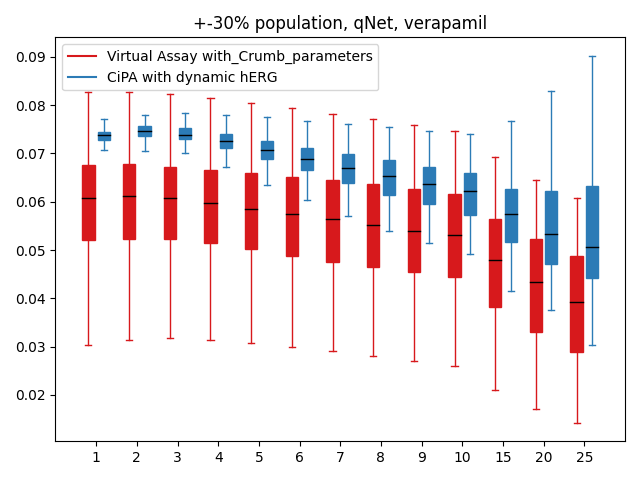 +-30% population, qNet, verapamil
Virtual Assay with_Crumb_parameters
CiPA with dynamic hERG
0.09
0.08
0.07
0.06
0.05
0.04
0.03
0.02
1 2 3 4 5 6 7 8 9 10 15 20 25